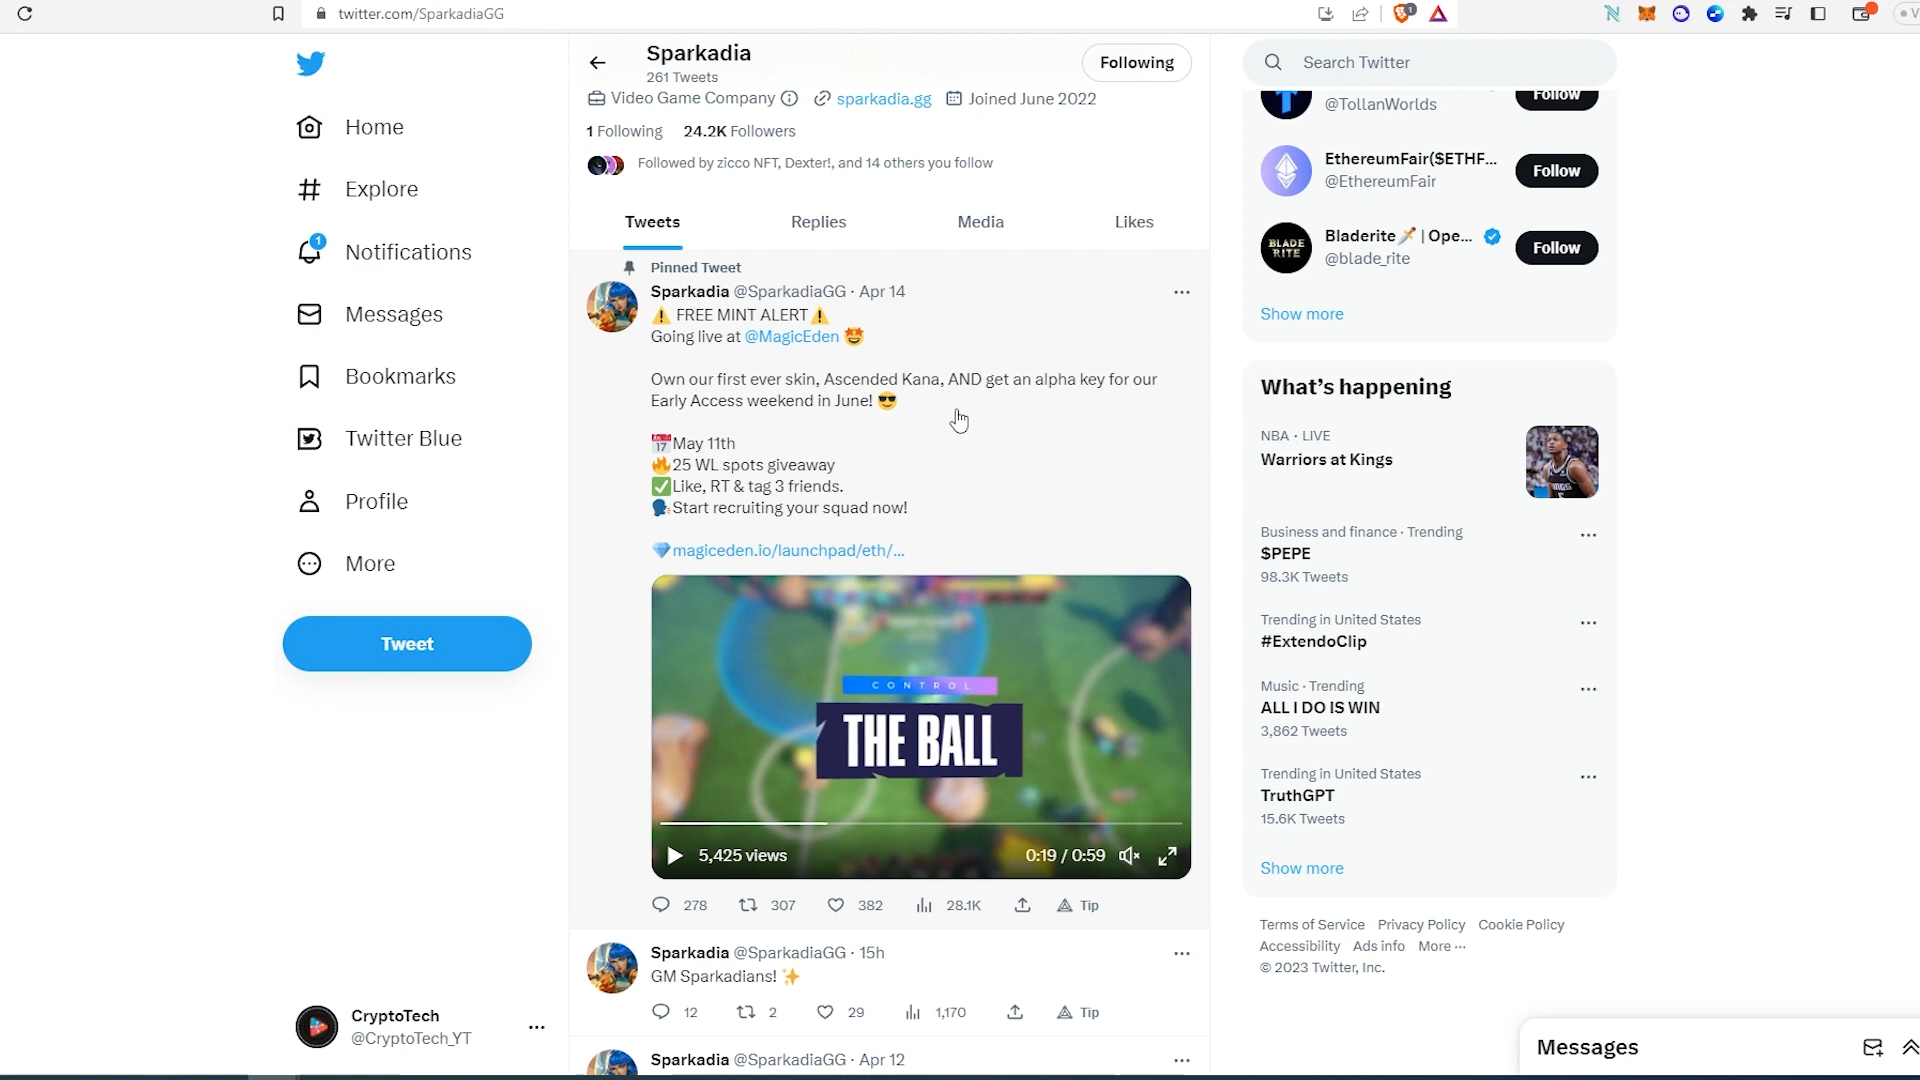 twitter.com/SparkadiaGG
Home
Explore
1
Notifications
Messages
Bookmarks
Twitter Blue
Profile
More
Tweet
CryptoTech
@CryptoTech_YT
Sparkadia
261 Tweets
Following
Video Game Company sparkadia.gg Joined June 2022
1 Following 24.2K Followers
Followed by zicco NFT, Dexter!, and 14 others you follow
Tweets Replies Media Likes
Pinned Tweet
Sparkadia @SparkadiaGG · Apr 14
⚠️ FREE MINT ALERT⚠️
Going live at @MagicEden 🤩
Own our first ever skin, Ascended Kana, AND get an alpha key for our
Early Access weekend in June! 😎
📅May 11th
🔥25 WL spots giveaway
✅Like, RT & tag 3 friends.
🗣️Start recruiting your squad now!
💎magiceden.io/launchpad/eth/...
CONTROL
THE BALL
5,425 views 0:19 / 0:59
278 307 382 28.1K Tip
Sparkadia @SparkadiaGG · 15h
GM Sparkadians! ✨
12 2 29 1,170 Tip
Sparkadia @SparkadiaGG · Apr 12
Search Twitter
@TollanWorlds
Follow
EthereumFair($ETHF...
@EthereumFair
Follow
BLADE
RITE
Bladerite🗡️ | Ope...
@blade_rite
Follow
Show more
What's happening
NBA · LIVE
Warriors at Kings
Business and finance · Trending
$PEPE
98.3K Tweets
Trending in United States
#ExtendoClip
Music · Trending
ALL I DO IS WIN
3,862 Tweets
Trending in United States
TruthGPT
15.6K Tweets
Show more
Terms of Service Privacy Policy Cookie Policy
Accessibility Ads info More ···
© 2023 Twitter, Inc.
Messages